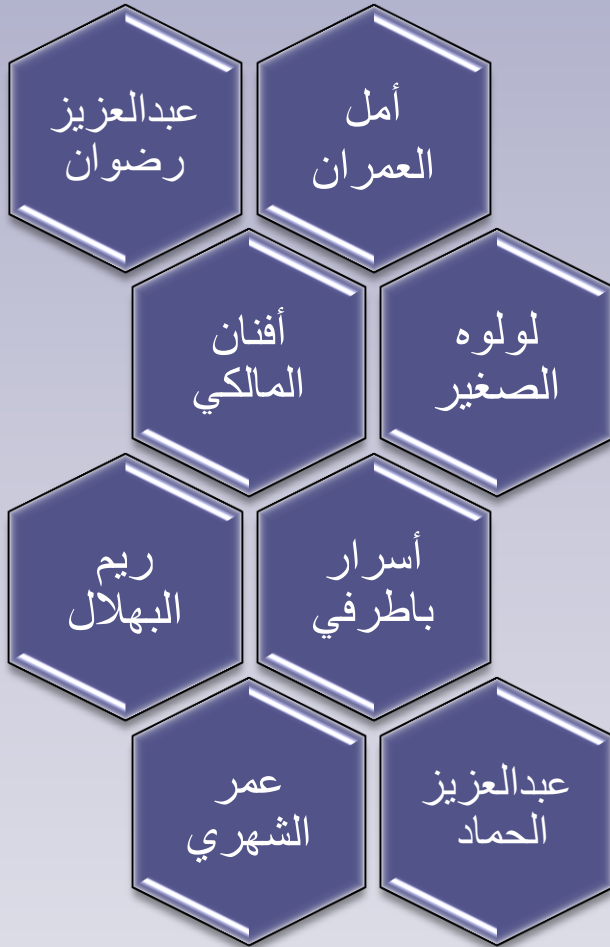 أمل
العمران
عبدالعزيز
رضوان
لولوه
الصغير
أفنان
المالكي
أسرار
باطرفي
ريم
البهلال
عبدالعزيز
الحماد
عمر
الشهري